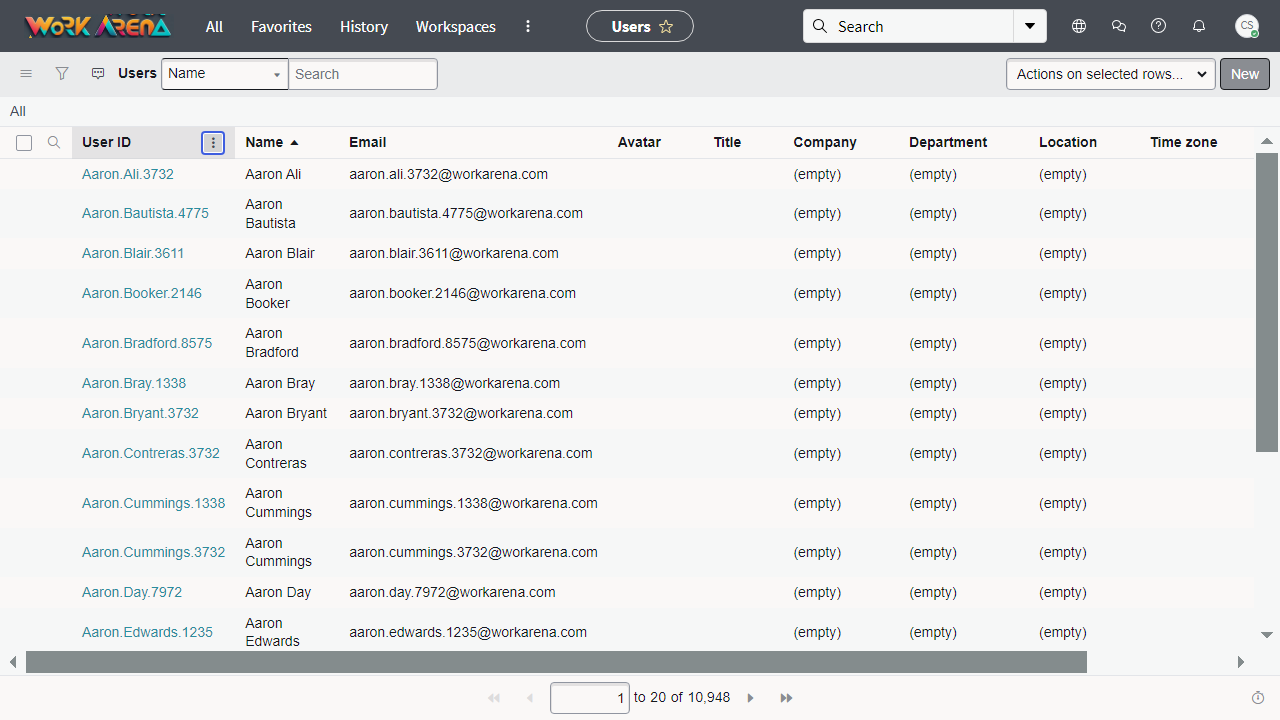 WORK ARENA All Favorites History Workspaces Users Search CS
Users Name Search Actions on selected rows... New
All
User ID Name Email Avatar Title Company Department Location Time zone
Aaron.Ali.3732 Aaron Ali aaron.ali.3732@workarena.com (empty) (empty) (empty)
Aaron.Bautista.4775 Aaron Bautista aaron.bautista.4775@workarena.com (empty) (empty) (empty)
Aaron.Blair.3611 Aaron Blair aaron.blair.3611@workarena.com (empty) (empty) (empty)
Aaron.Booker.2146 Aaron Booker aaron.booker.2146@workarena.com (empty) (empty) (empty)
Aaron.Bradford.8575 Aaron Bradford aaron.bradford.8575@workarena.com (empty) (empty) (empty)
Aaron.Bray.1338 Aaron Bray aaron.bray.1338@workarena.com (empty) (empty) (empty)
Aaron.Bryant.3732 Aaron Bryant aaron.bryant.3732@workarena.com (empty) (empty) (empty)
Aaron.Contreras.3732 Aaron Contreras aaron.contreras.3732@workarena.com (empty) (empty) (empty)
Aaron.Cummings.1338 Aaron Cummings aaron.cummings.1338@workarena.com (empty) (empty) (empty)
Aaron.Cummings.3732 Aaron Cummings aaron.cummings.3732@workarena.com (empty) (empty) (empty)
Aaron.Day.7972 Aaron Day aaron.day.7972@workarena.com (empty) (empty) (empty)
Aaron.Edwards.1235 Aaron Edwards aaron.edwards.1235@workarena.com (empty) (empty) (empty)
1 to 20 of 10,948